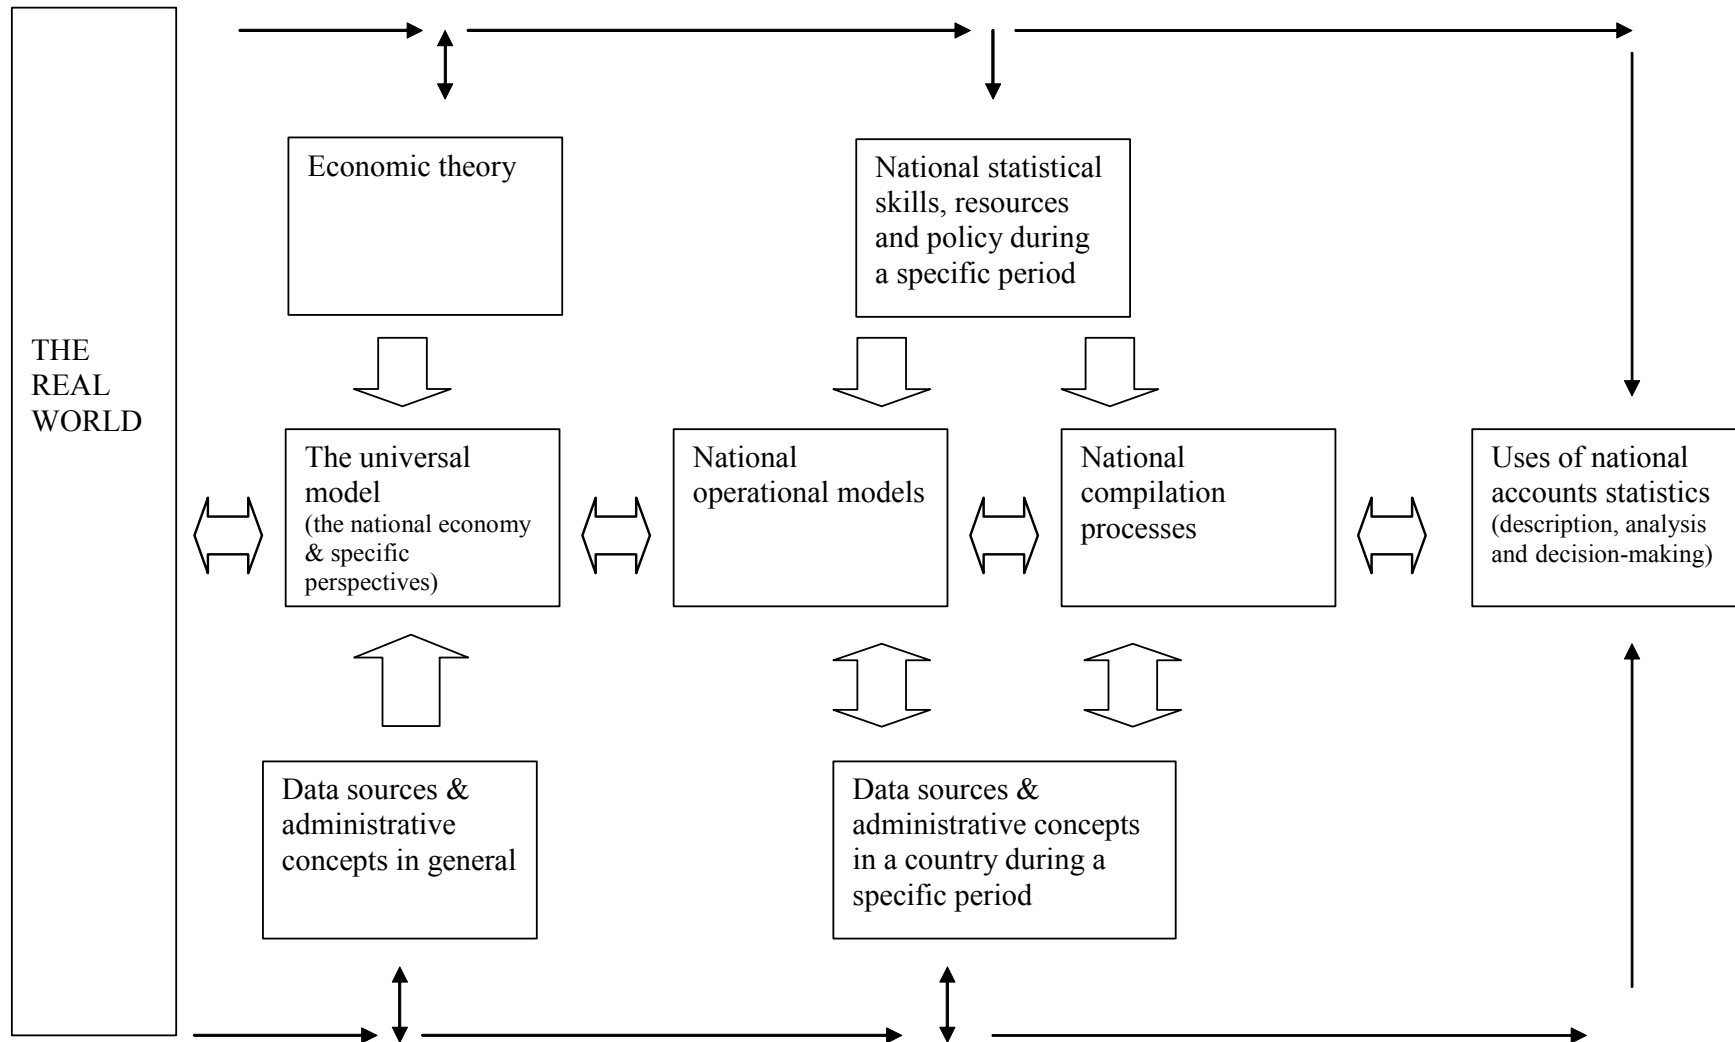 Economic theory
National statistical
skills, resources
and policy during
a specific period
THE
REAL
WORLD
The universal
model
(the national economy
& specific
perspectives)
National
operational models
National
compilation
processes
Uses of national
accounts statistics
(description, analysis
and decision-making)
Data sources &
administrative
concepts in general
Data sources &
administrative concepts
in a country during a
specific period